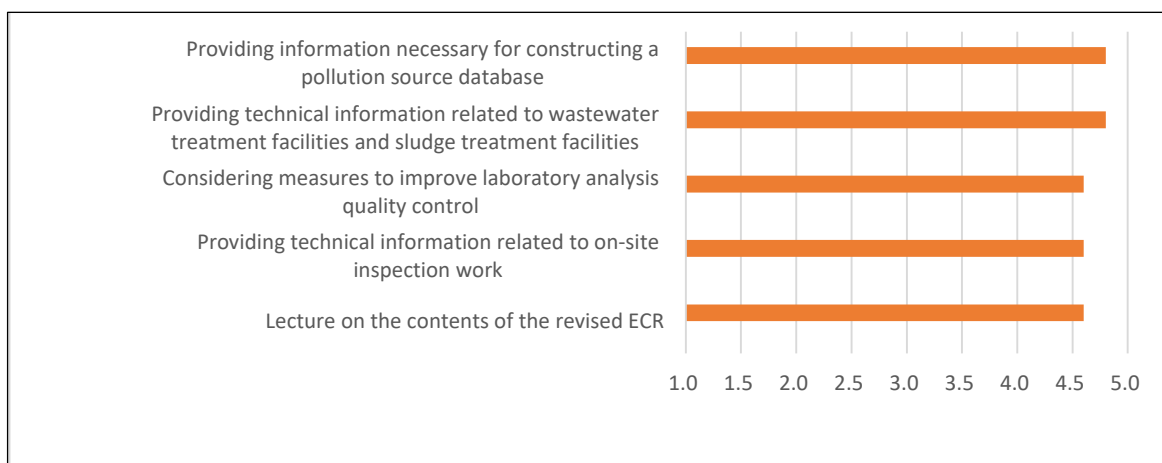 Providing information necessary for constructing a
pollution source database
Providing technical information related to wastewater
treatment facilities and sludge treatment facilities
Considering measures to improve laboratory analysis
quality control
Providing technical information related to on-site
inspection work
Lecture on the contents of the revised ECR
1.0 1.5 2.0 2.5 3.0 3.5 4.0 4.5 5.0